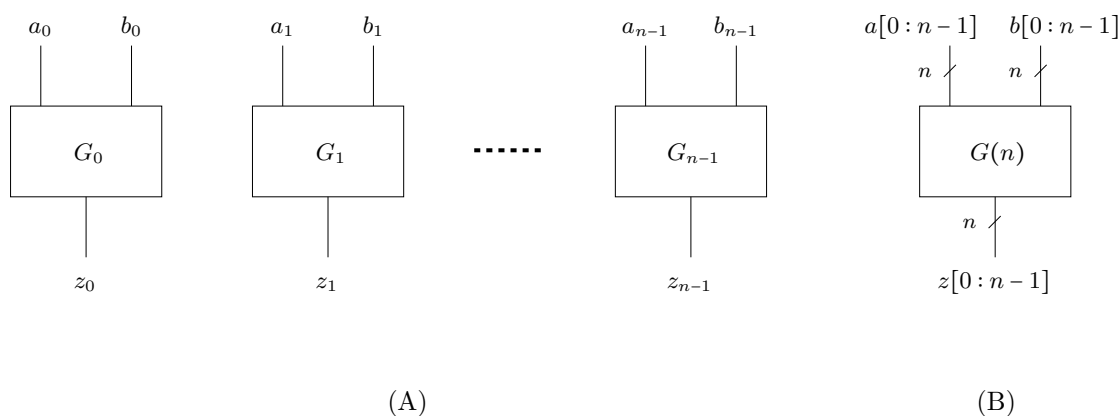 a₀ b₀ a₁ b₁ aₙ₋₁ bₙ₋₁ a[0 : n − 1] b[0 : n − 1]
n n
G₀ G₁ Gₙ₋₁ G(n)
n
z₀ z₁ zₙ₋₁ z[0 : n − 1]
(A) (B)